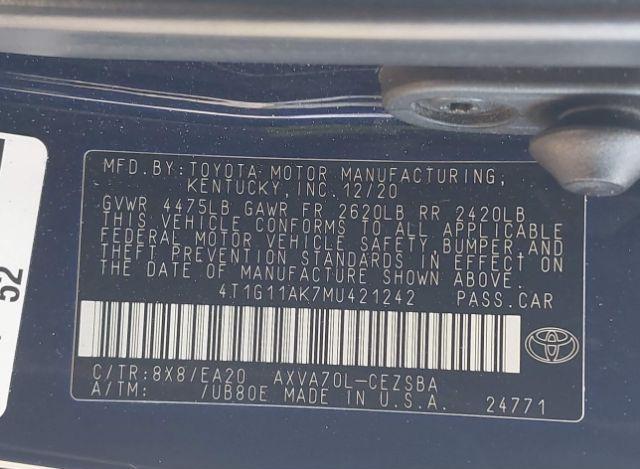 MFD. BY: TOYOTA MOTOR MANUFACTURING,
KENTUCKY, INC. 12/20
GVWR 4475LB GAWR FR 2620LB RR 2420LB
THIS VEHICLE CONFORMS TO ALL APPLICABLE
FEDERAL MOTOR VEHICLE SAFETY, BUMPER AND
THEFT PREVENTION STANDARDS IN EFFECT ON
THE DATE OF MANUFACTURE SHOWN ABOVE.
4T1G11AK7MU421242 PASS.CAR
C/TR:8X8/EA20 AXVA70L-CEZSBA
A/TM: /UB80E MADE IN U.S.A. 24771
52